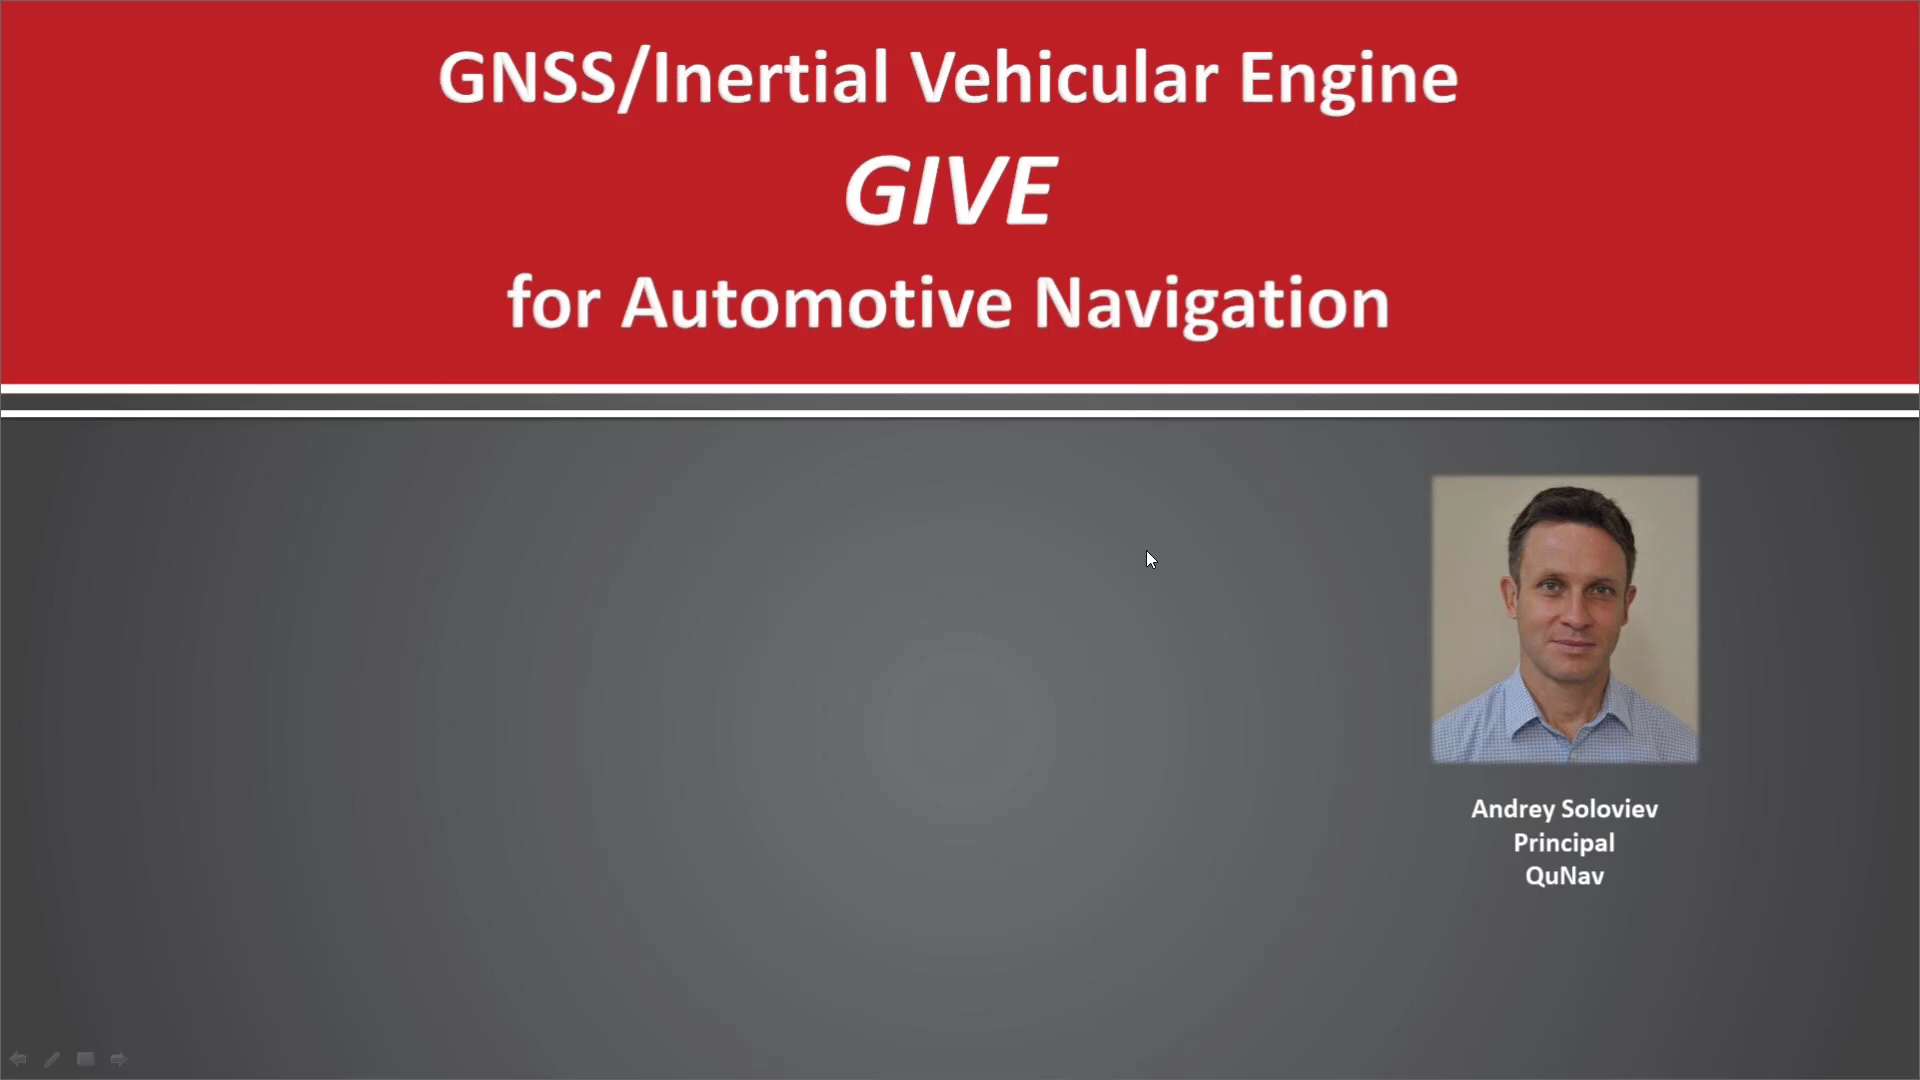 GNSS/Inertial Vehicular Engine
GIVE
for Automotive Navigation
Andrey Soloviev
Principal
QuNav